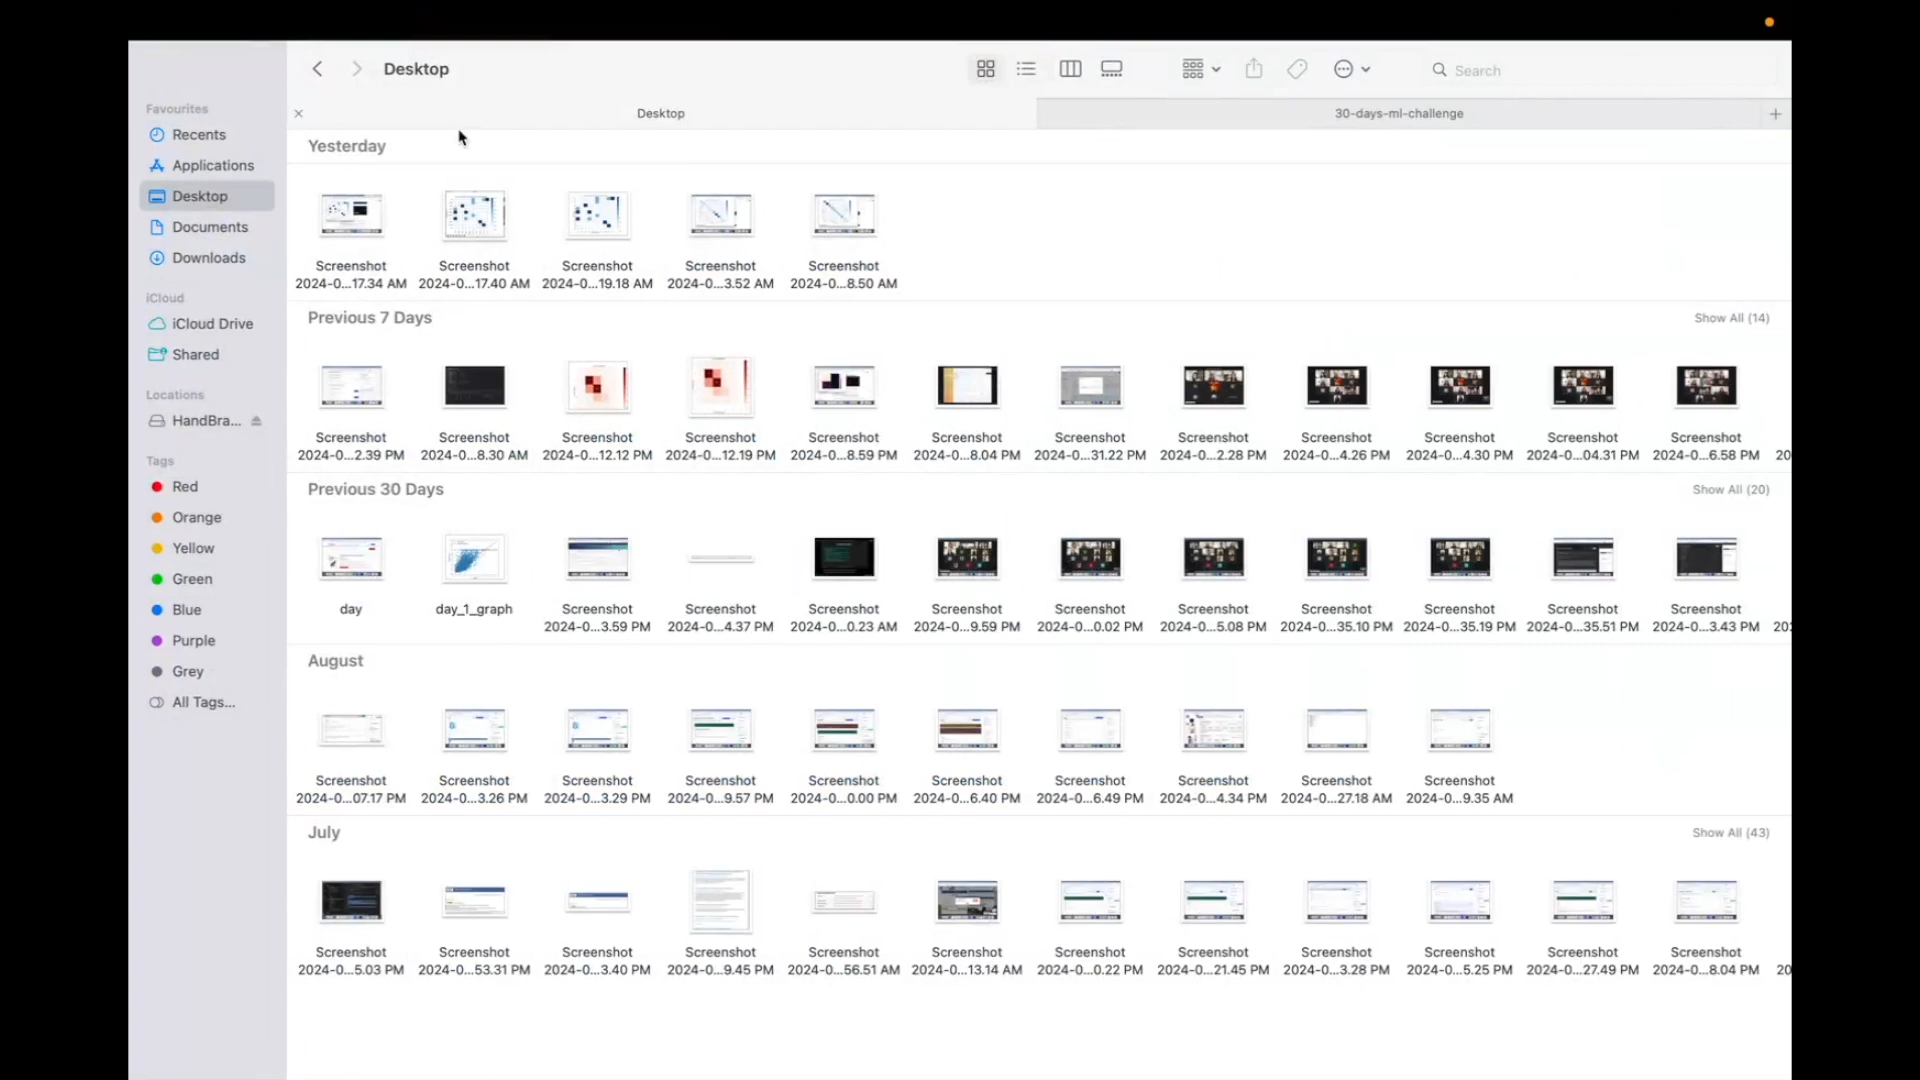 Desktop
Search
Desktop
30-days-ml-challenge
Favourites
Recents
Applications
Desktop
Documents
Downloads
iCloud
iCloud Drive
Shared
Locations
HandBra...
Tags
Red
Orange
Yellow
Green
Blue
Purple
Grey
All Tags...
Yesterday
Screenshot
2024-0...17.34 AM
Screenshot
2024-0...17.40 AM
Screenshot
2024-0...19.18 AM
Screenshot
2024-0...3.52 AM
Screenshot
2024-0...8.50 AM
Previous 7 Days
Show All (14)
Screenshot
2024-0...2.39 PM
Screenshot
2024-0...8.30 AM
Screenshot
2024-0...12.12 PM
Screenshot
2024-0...12.19 PM
Screenshot
2024-0...8.59 PM
Screenshot
2024-0...8.04 PM
Screenshot
2024-0...31.22 PM
Screenshot
2024-0...2.28 PM
Screenshot
2024-0...4.26 PM
Screenshot
2024-0...4.30 PM
Screenshot
2024-0...04.31 PM
Screenshot
2024-0...6.58 PM
20
Previous 30 Days
Show All (20)
day
day_1_graph
Screenshot
2024-0...3.59 PM
Screenshot
2024-0...4.37 PM
Screenshot
2024-0...0.23 AM
Screenshot
2024-0...9.59 PM
Screenshot
2024-0...0.02 PM
Screenshot
2024-0...5.08 PM
Screenshot
2024-0...35.10 PM
Screenshot
2024-0...35.19 PM
Screenshot
2024-0...35.51 PM
Screenshot
2024-0...3.43 PM
August
Screenshot
2024-0...07.17 PM
Screenshot
2024-0...3.26 PM
Screenshot
2024-0...3.29 PM
Screenshot
2024-0...9.57 PM
Screenshot
2024-0...0.00 PM
Screenshot
2024-0...6.40 PM
Screenshot
2024-0...6.49 PM
Screenshot
2024-0...4.34 PM
Screenshot
2024-0...27.18 AM
Screenshot
2024-0...9.35 AM
July
Show All (43)
Screenshot
2024-0...5.03 PM
Screenshot
2024-0...53.31 PM
Screenshot
2024-0...3.40 PM
Screenshot
2024-0...9.45 PM
Screenshot
2024-0...56.51 AM
Screenshot
2024-0...13.14 AM
Screenshot
2024-0...0.22 PM
Screenshot
2024-0...21.45 PM
Screenshot
2024-0...3.28 PM
Screenshot
2024-0...5.25 PM
Screenshot
2024-0...27.49 PM
Screenshot
2024-0...8.04 PM
20